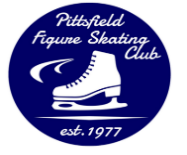 Pittsfield
Figure Skating
Club
est. 1977